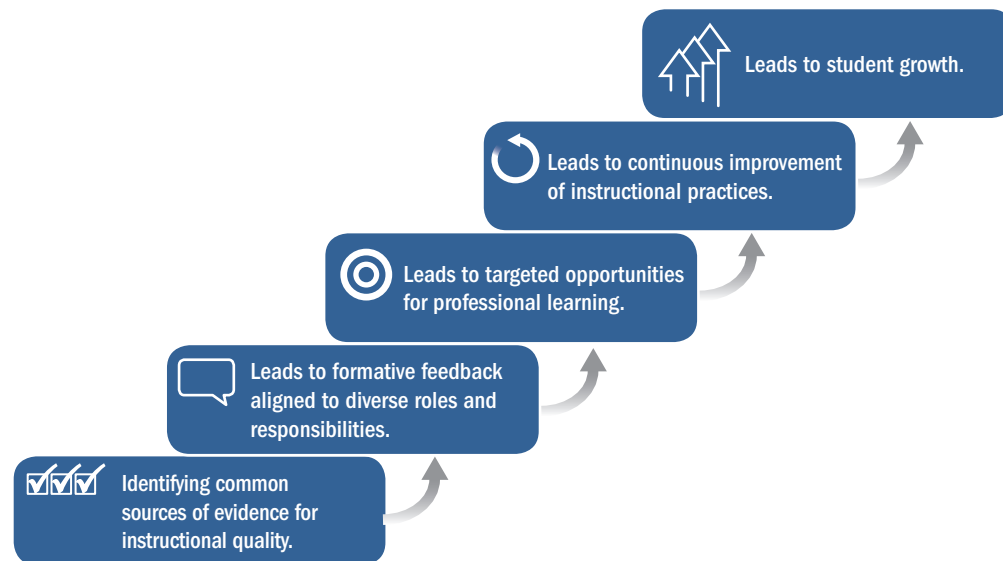 Leads to student growth.
Leads to continuous improvement
of instructional practices.
Leads to targeted opportunities
for professional learning.
Leads to formative feedback
aligned to diverse roles and
responsibilities.
Identifying common
sources of evidence for
instructional quality.